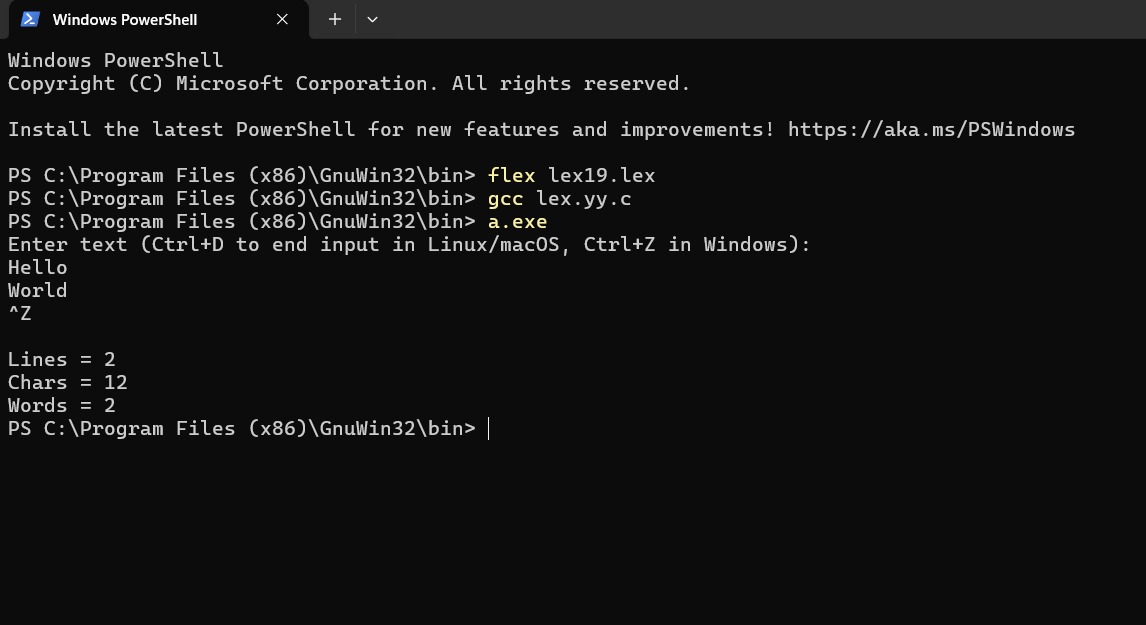 Windows PowerShell
Windows PowerShell
Copyright (C) Microsoft Corporation. All rights reserved.
Install the latest PowerShell for new features and improvements! https://aka.ms/PSWindows
PS C:\Program Files (x86)\GnuWin32\bin> flex lex19.lex
PS C:\Program Files (x86)\GnuWin32\bin> gcc lex.yy.c
PS C:\Program Files (x86)\GnuWin32\bin> a.exe
Enter text (Ctrl+D to end input in Linux/macOS, Ctrl+Z in Windows):
Hello
World
^Z
Lines = 2
Chars = 12
Words = 2
PS C:\Program Files (x86)\GnuWin32\bin>